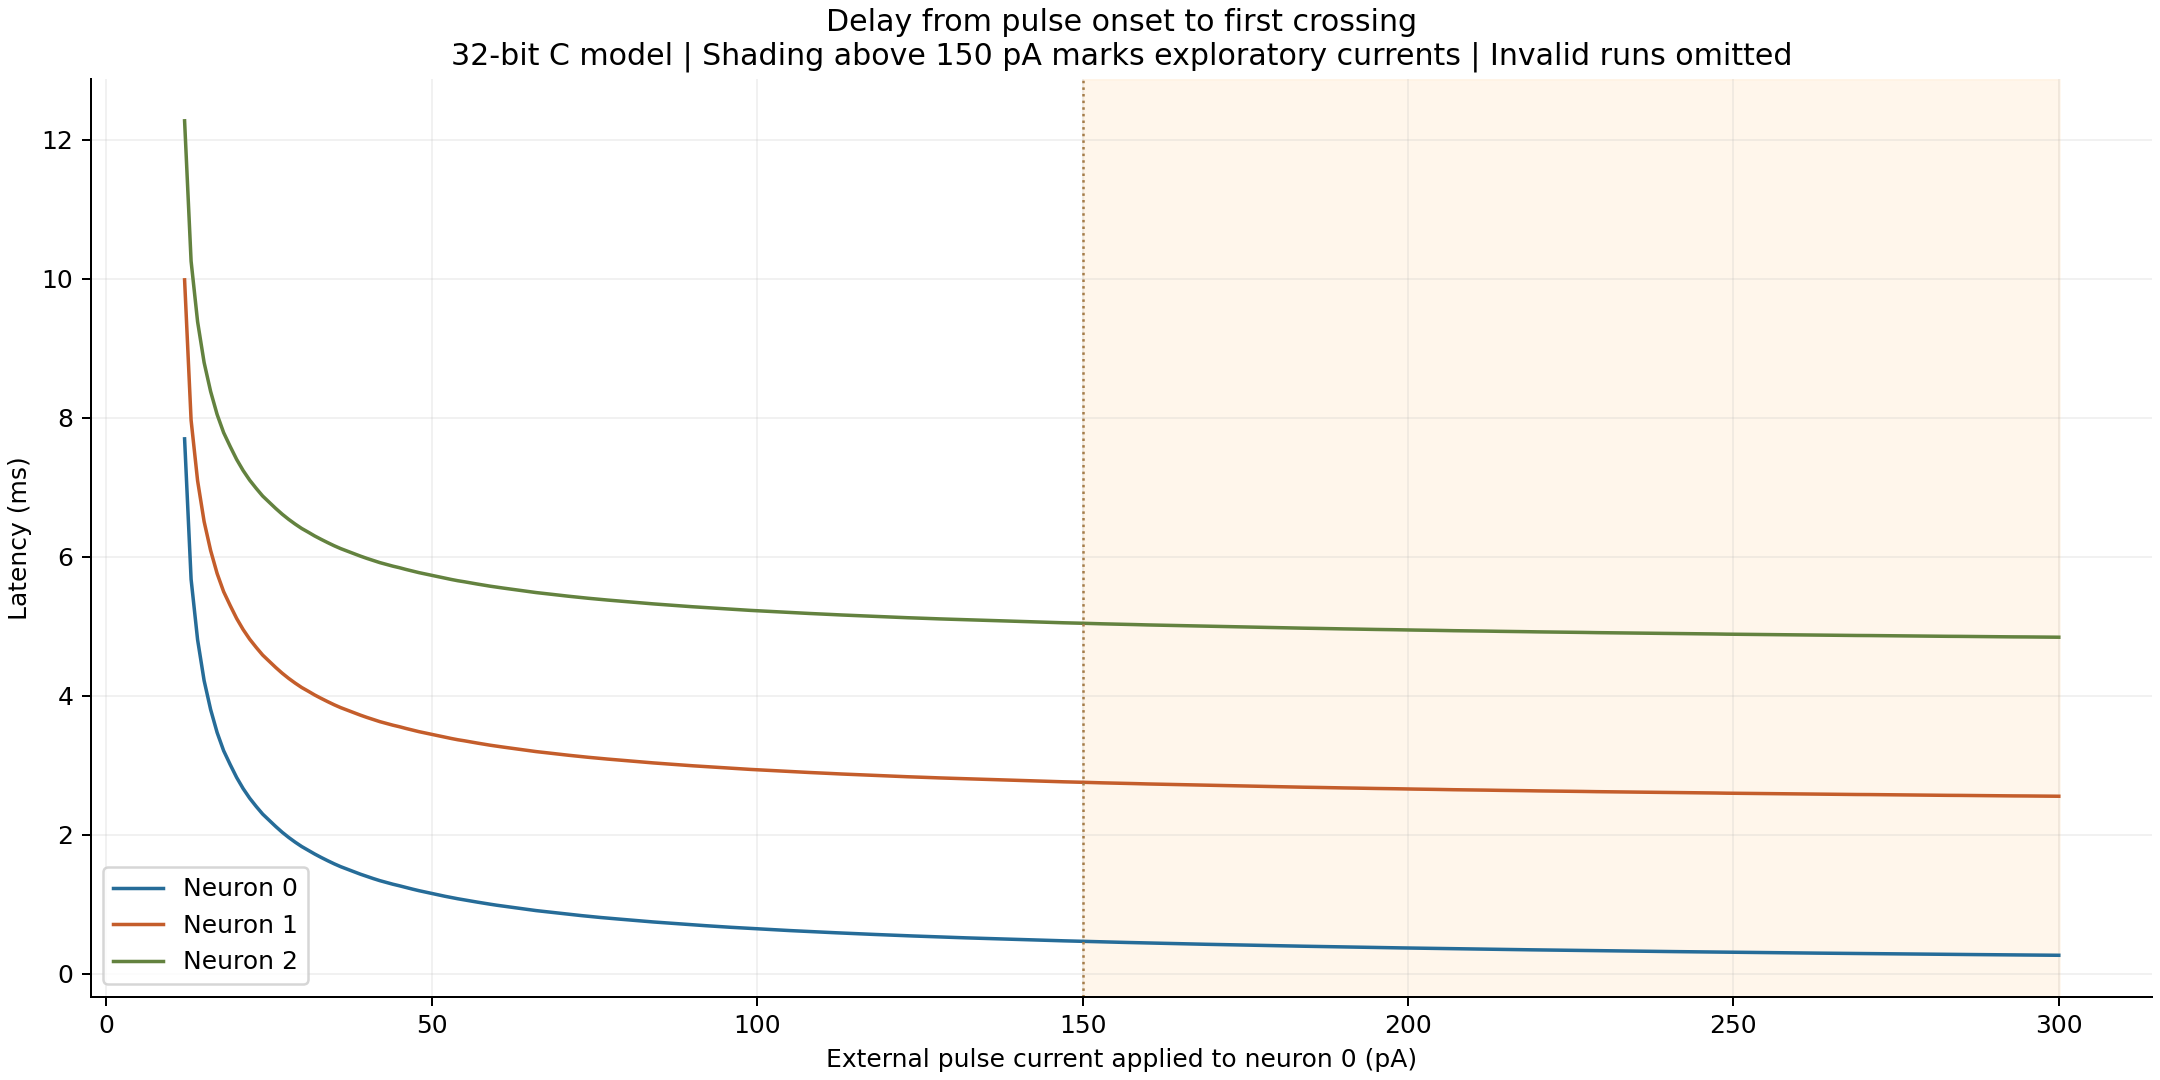 Delay from pulse onset to first crossing
32-bit C model | Shading above 150 pA marks exploratory currents | Invalid runs omitted
Latency (ms)
12
10
8
6
4
2
0
Neuron 0
Neuron 1
Neuron 2
0 50 100 150 200 250 300
External pulse current applied to neuron 0 (pA)